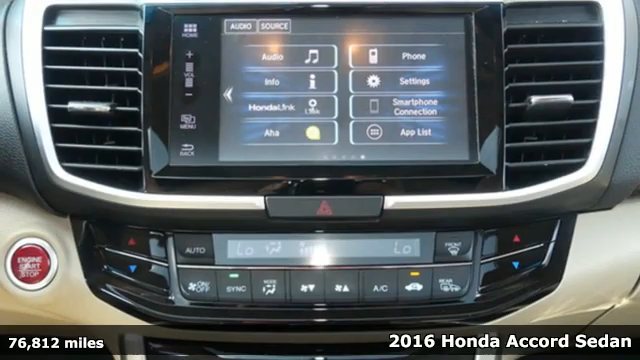 AUDIO SOURCE
HOME
VOL
MENU
BACK
Audio
Phone
Info
Settings
HondaLink
Link
Smartphone
Connection
Aha
App List
ENGINE
START
STOP
AUTO
Lo
Lo
FRONT
ON/
OFF
SYNC
MODE
A/C
REAR
76,812 miles
2016 Honda Accord Sedan